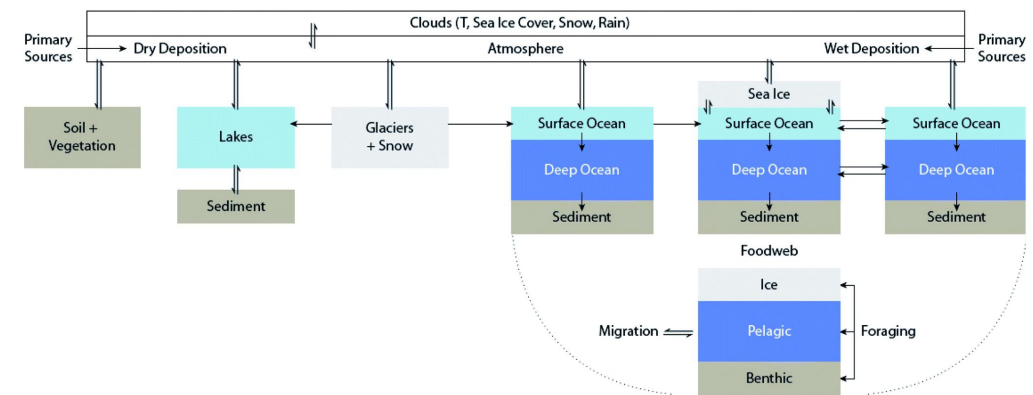 Clouds (T, Sea Ice Cover, Snow, Rain)
Primary
Sources
Dry Deposition
Atmosphere
Wet Deposition
Primary
Sources
Soil +
Vegetation
Lakes
Glaciers
+ Snow
Surface Ocean
Sea Ice
Surface Ocean
Surface Ocean
Deep Ocean
Deep Ocean
Deep Ocean
Sediment
Sediment
Sediment
Sediment
Foodweb
Ice
Migration
Pelagic
Foraging
Benthic